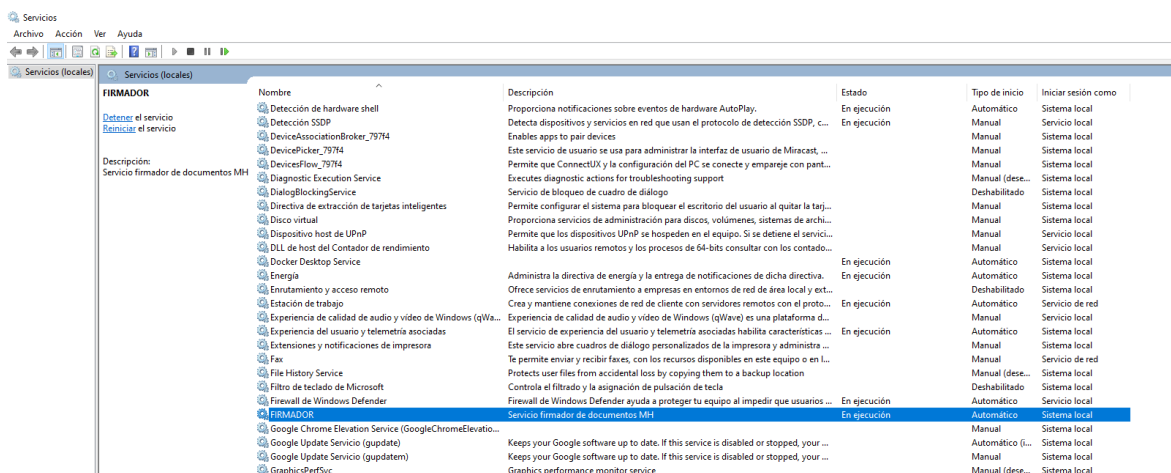 Servicios
Archivo Acción Ver Ayuda
Servicios (locales)
Servicios (locales)
FIRMADOR
Detener el servicio
Reiniciar el servicio
Descripción:
Servicio firmador de documentos MH
Nombre Descripción Estado Tipo de inicio Iniciar sesión como
Detección de hardware shell Proporciona notificaciones sobre eventos de hardware AutoPlay. En ejecución Automático Sistema local
Detección SSDP Detecta dispositivos y servicios en red que usan el protocolo de detección SSDP, c... En ejecución Manual Servicio local
DeviceAssociationBroker_797f4 Enables apps to pair devices Manual Sistema local
DevicePicker_797f4 Este servicio de usuario se usa para administrar la interfaz de usuario de Miracast, ... Manual Sistema local
DevicesFlow_797f4 Permite que ConnectUX y la configuración del PC se conecte y empareje con pant... Manual Sistema local
Diagnostic Execution Service Executes diagnostic actions for troubleshooting support Manual (dese... Sistema local
DialogBlockingService Servicio de bloqueo de cuadro de diálogo Deshabilitado Sistema local
Directiva de extracción de tarjetas inteligentes Permite configurar el sistema para bloquear el escritorio del usuario al quitar la tarj... Manual Sistema local
Disco virtual Proporciona servicios de administración para discos, volúmenes, sistemas de archi... Manual Sistema local
Dispositivo host de UPnP Permite que los dispositivos UPnP se hospeden en el equipo. Si se detiene el servici... Manual Servicio local
DLL de host del Contador de rendimiento Habilita a los usuarios remotos y los procesos de 64-bits consultar con los contado... Manual Servicio local
Docker Desktop Service En ejecución Automático Sistema local
Energía Administra la directiva de energía y la entrega de notificaciones de dicha directiva. En ejecución Automático Sistema local
Enrutamiento y acceso remoto Ofrece servicios de enrutamiento a empresas en entornos de red de área local y ext... Deshabilitado Sistema local
Estación de trabajo Crea y mantiene conexiones de red de cliente con servidores remotos con el proto... En ejecución Automático Servicio de red
Experiencia de calidad de audio y vídeo de Windows (qWa... Experiencia de calidad de audio y vídeo de Windows (qWave) es una plataforma d... Manual Servicio local
Experiencia del usuario y telemetría asociadas El servicio de experiencia del usuario y telemetría asociadas habilita características ... En ejecución Automático Sistema local
Extensiones y notificaciones de impresora Este servicio abre cuadros de diálogo personalizados de la impresora y administra ... Manual Sistema local
Fax Te permite enviar y recibir faxes, con los recursos disponibles en este equipo o en l... Manual Servicio de red
File History Service Protects user files from accidental loss by copying them to a backup location Manual (dese... Sistema local
Filtro de teclado de Microsoft Controla el filtrado y la asignación de pulsación de tecla Deshabilitado Sistema local
Firewall de Windows Defender Firewall de Windows Defender ayuda a proteger tu equipo al impedir que usuarios ... En ejecución Automático Servicio local
FIRMADOR Servicio firmador de documentos MH En ejecución Automático Sistema local
Google Chrome Elevation Service (GoogleChromeElevatio... Manual Sistema local
Google Update Servicio (gupdate) Keeps your Google software up to date. If this service is disabled or stopped, your ... Automático (i... Sistema local
Google Update Servicio (gupdatem) Keeps your Google software up to date. If this service is disabled or stopped, your ... Manual Sistema local
GraphicsPerfSvc Graphics performance monitor service Manual (dese... Sistema local